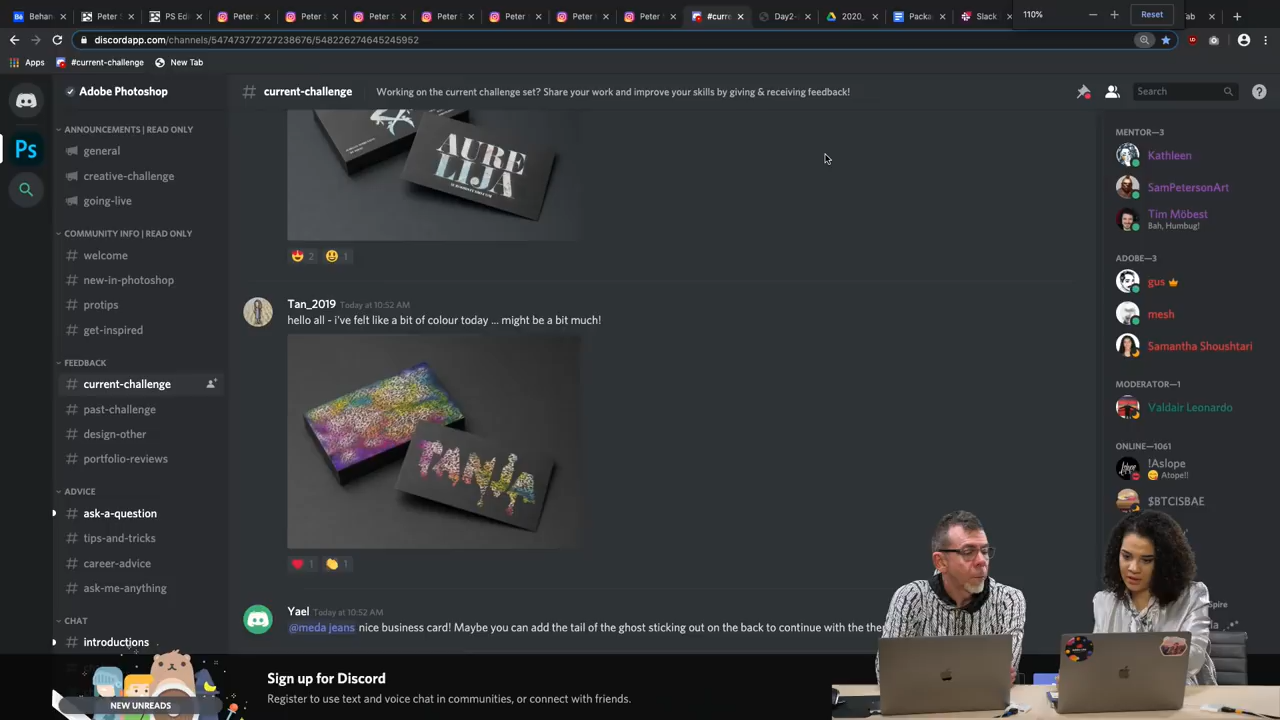 Behan
Peter
PS Ed
Peter
Peter
Peter S
Peter
Peter
Peter
Peter
#curre
Day2-
2020_
Packa
Slack
110%
Reset
Tab
discordapp.com/channels/547473772727238676/548226274645245952
Apps
#current-challenge
New Tab
Adobe Photoshop
current-challenge
Working on the current challenge set? Share your work and improve your skills by giving & receiving feedback!
Search
ANNOUNCEMENTS | READ ONLY
general
creative-challenge
going-live
COMMUNITY INFO | READ ONLY
welcome
new-in-photoshop
protips
get-inspired
FEEDBACK
current-challenge
past-challenge
design-other
portfolio-reviews
ADVICE
ask-a-question
tips-and-tricks
career-advice
ask-me-anything
CHAT
introductions
NEW UNREADS
Ps
AURE
LIJA
2
1
Tan_2019 Today at 10:52 AM
hello all - i've felt like a bit of colour today ... might be a bit much!
TANJA
1
1
Yael Today at 10:52 AM
@meda jeans nice business card! Maybe you can add the tail of the ghost sticking out on the back to continue with the the
Sign up for Discord
Register to use text and voice chat in communities, or connect with friends.
MENTOR—3
Kathleen
SamPetersonArt
Tim Möbest
Bah, Humbug!
ADOBE—3
gus
mesh
Samantha Shoushtari
MODERATOR—1
Valdair Leonardo
ONLINE—1061
!Aslope
Atope!!
$BTCISBAE